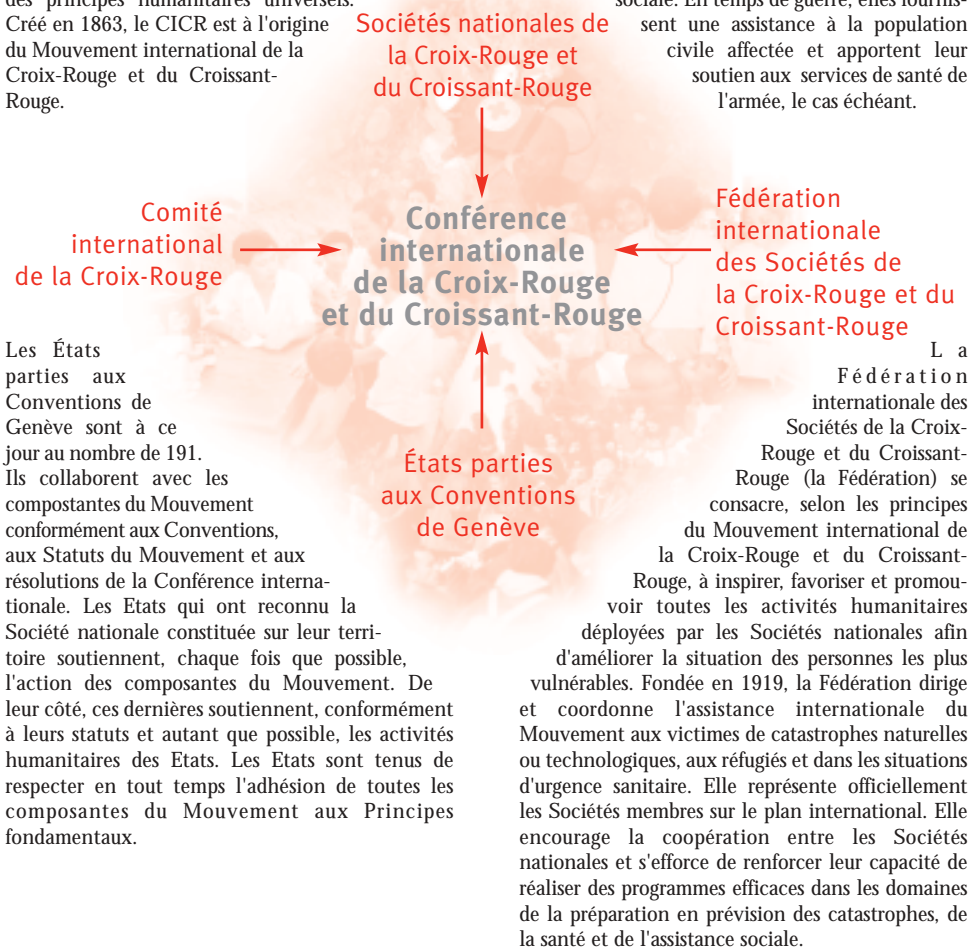 des principes humanitaires universels.
Créé en 1863, le CICR est à l'origine
du Mouvement international de la
Croix-Rouge et du Croissant-
Rouge.
Sociétés nationales de
la Croix-Rouge et
du Croissant-Rouge
sociale. En temps de guerre, elles fournis-
sent une assistance à la population
civile affectée et apportent leur
soutien aux services de santé de
l'armée, le cas échéant.
Comité
international
de la Croix-Rouge
Conférence
internationale
de la Croix-Rouge
et du Croissant-Rouge
Fédération
internationale
des Sociétés de
la Croix-Rouge et du
Croissant-Rouge
États parties
aux Conventions
de Genève
Les États
parties aux
Conventions de
Genève sont à ce
jour au nombre de 191.
Ils collaborent avec les
compostantes du Mouvement
conformément aux Conventions,
aux Statuts du Mouvement et aux
résolutions de la Conférence interna-
tionale. Les Etats qui ont reconnu la
Société nationale constituée sur leur terri-
toire soutiennent, chaque fois que possible,
l'action des composantes du Mouvement. De
leur côté, ces dernières soutiennent, conformément
à leurs statuts et autant que possible, les activités
humanitaires des Etats. Les Etats sont tenus de
respecter en tout temps l'adhésion de toutes les
composantes du Mouvement aux Principes
fondamentaux.
La
Fédération
internationale des
Sociétés de la Croix-
Rouge et du Croissant-
Rouge (la Fédération) se
consacre, selon les principes
du Mouvement international de
la Croix-Rouge et du Croissant-
Rouge, à inspirer, favoriser et promou-
voir toutes les activités humanitaires
déployées par les Sociétés nationales afin
d'améliorer la situation des personnes les plus
vulnérables. Fondée en 1919, la Fédération dirige
et coordonne l'assistance internationale du
Mouvement aux victimes de catastrophes naturelles
ou technologiques, aux réfugiés et dans les situations
d'urgence sanitaire. Elle représente officiellement
les Sociétés membres sur le plan international. Elle
encourage la coopération entre les Sociétés
nationales et s'efforce de renforcer leur capacité de
réaliser des programmes efficaces dans les domaines
de la préparation en prévision des catastrophes, de
la santé et de l'assistance sociale.